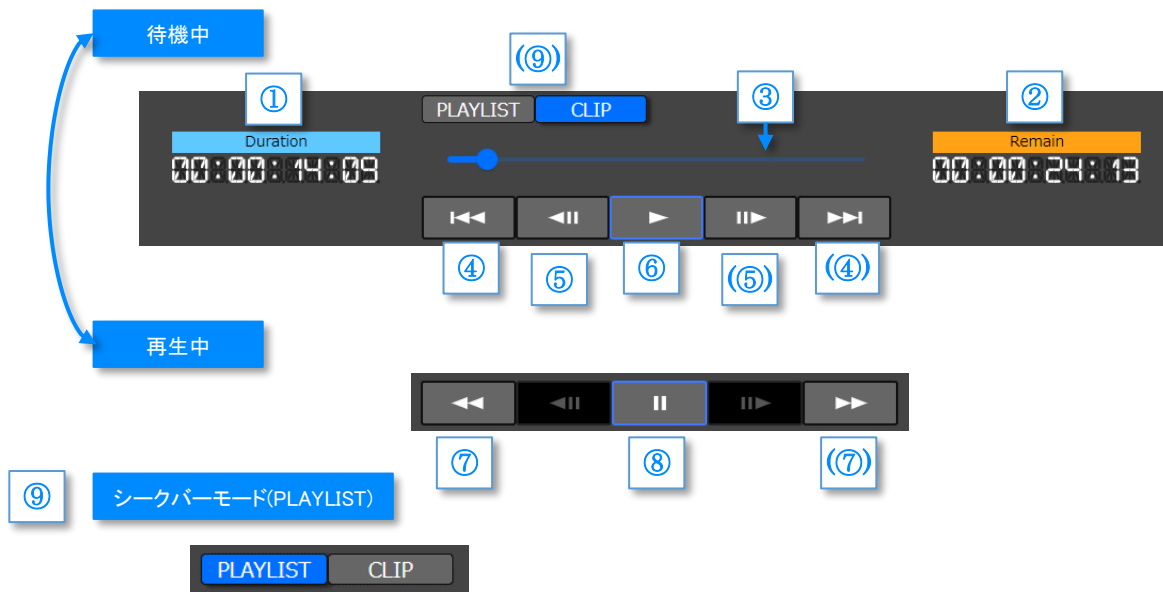 待機中
(⑨)
①
③
②
PLAYLIST CLIP
Duration
Remain
00:00:14:09
00:00:24:13
④
⑤
⑥
(⑤)
(④)
再生中
⑦
⑧
(⑦)
⑨
シークバーモード(PLAYLIST)
PLAYLIST CLIP